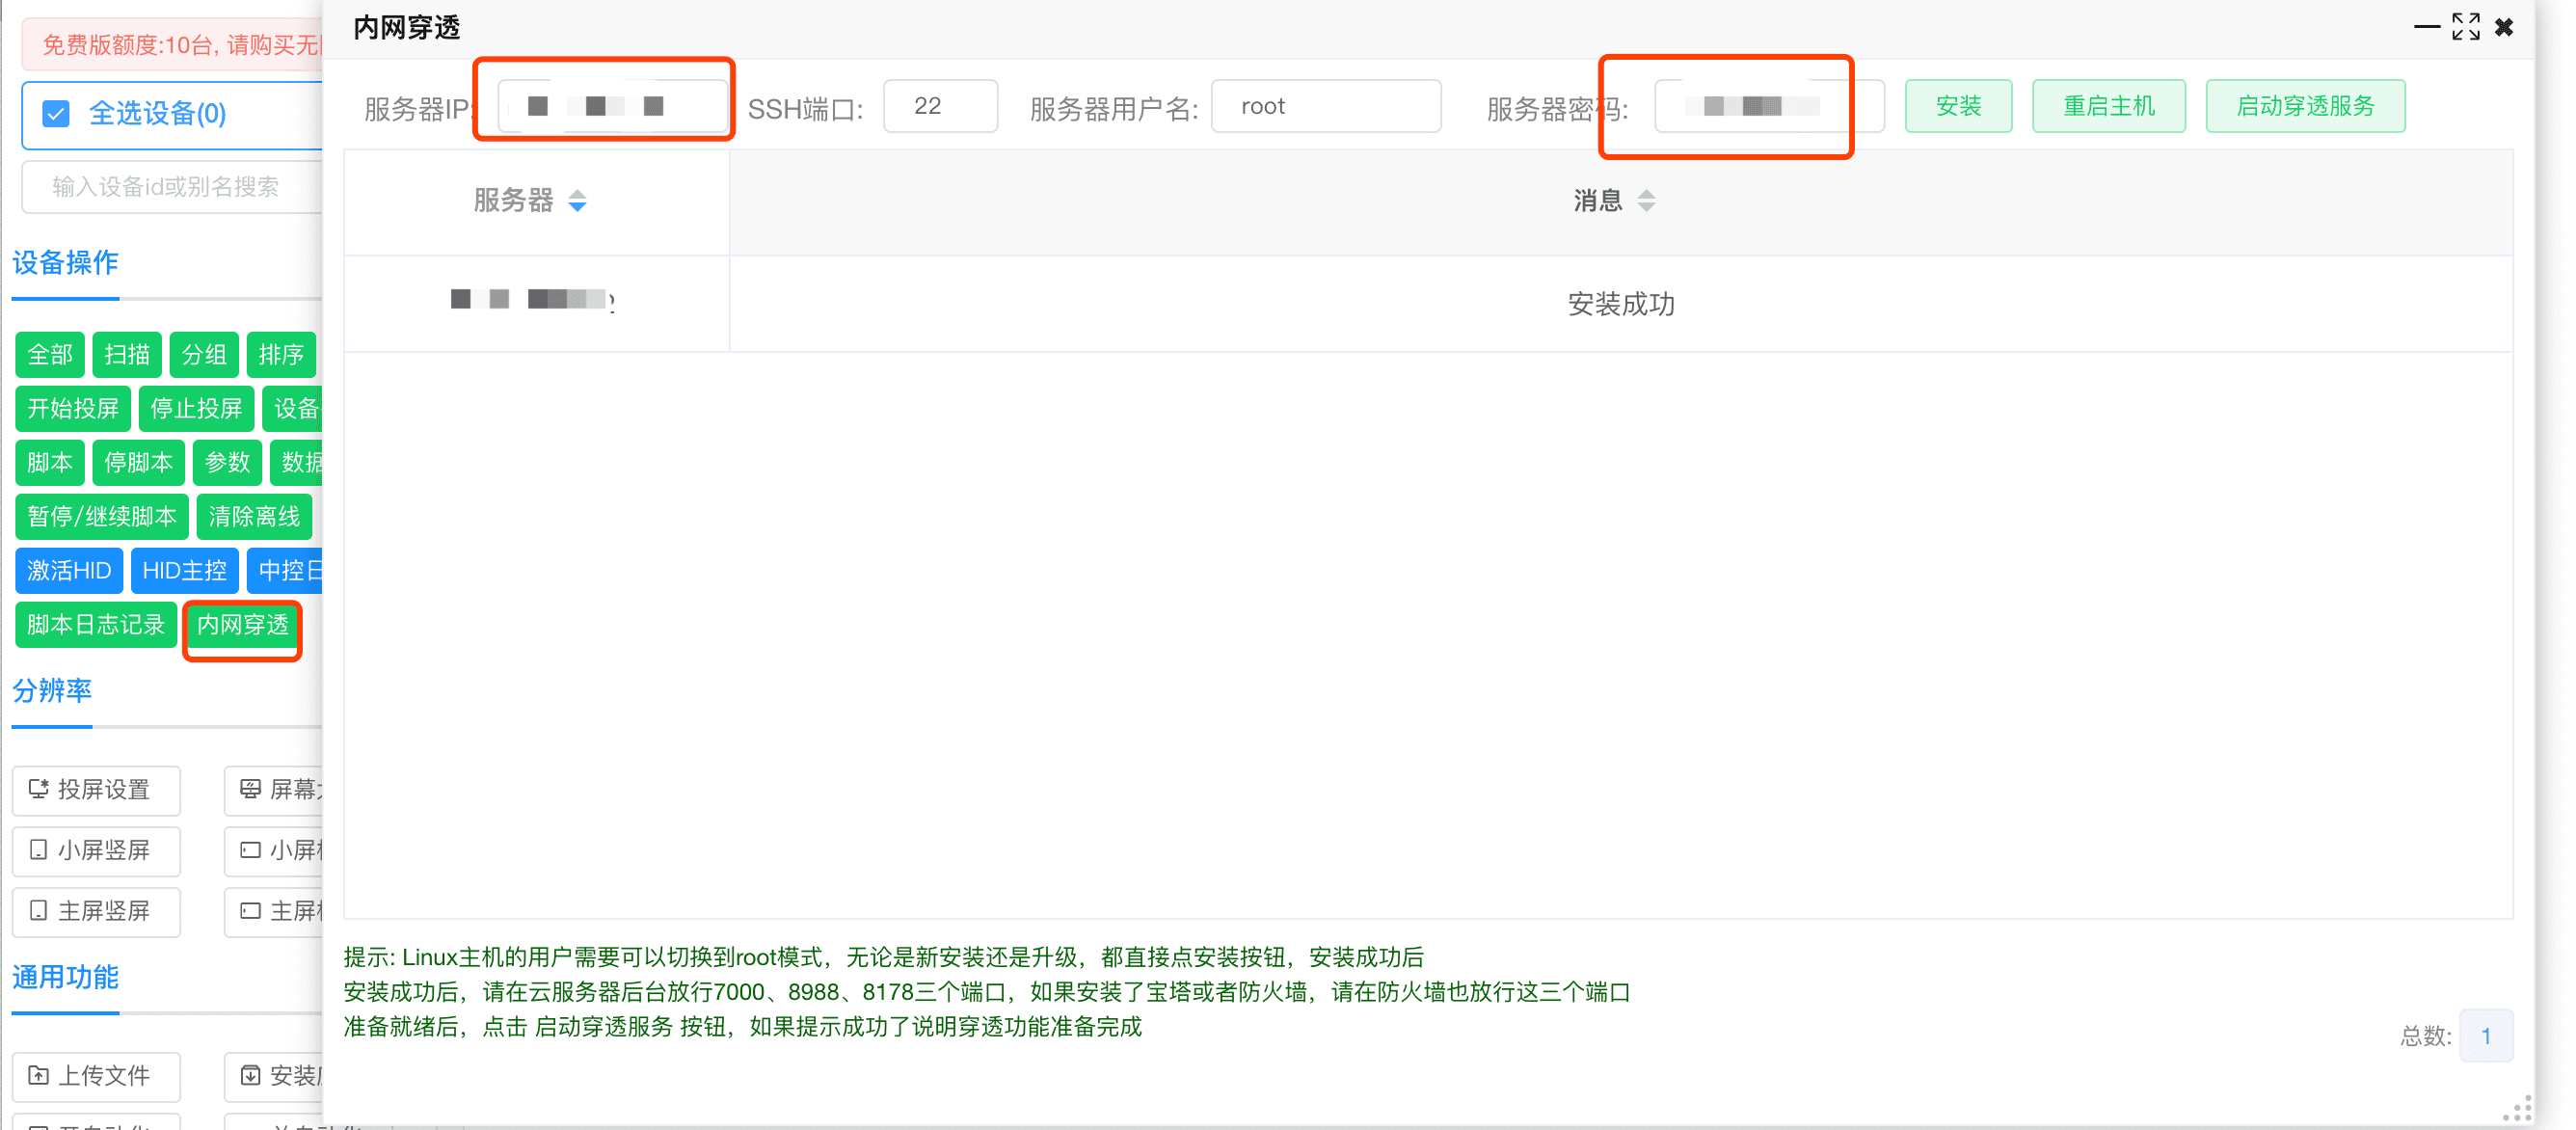 免费版额度:10台, 请购买无
全选设备(0)
输入设备id或别名搜索
设备操作
全部 扫描 分组 排序
开始投屏 停止投屏 设备
脚本 停脚本 参数 数据
暂停/继续脚本 清除离线
激活HID HID主控 中控日
脚本日志记录 内网穿透
分辨率
投屏设置 屏幕
小屏竖屏 小屏
主屏竖屏 主屏
通用功能
上传文件 安装
内网穿透
服务器IP: SSH端口: 22 服务器用户名: root 服务器密码: 安装 重启主机 启动穿透服务
服务器 消息
安装成功
提示: Linux主机的用户需要可以切换到root模式，无论是新安装还是升级，都直接点安装按钮，安装成功后
安装成功后，请在云服务器后台放行7000、8988、8178三个端口，如果安装了宝塔或者防火墙，请在防火墙也放行这三个端口
准备就绪后，点击 启动穿透服务 按钮，如果提示成功了说明穿透功能准备完成
总数: 1